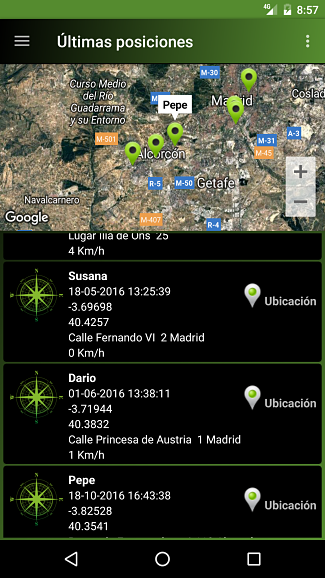 4G 8:57
Últimas posiciones
M-30
Curso Medio
del Río
Guadarrama
y su Entorno
Coslad
Madrid
Pepe
M-501
A-3
M-31
M-45
Alcorcón
R-5
M-50
Getafe
Navalcarnero
M-407
R-4
Google
+
−
Lugar Illa de Ons 25
4 Km/h
Susana
18-05-2016 13:25:39
-3.69698
40.4257
Calle Fernando VI 2 Madrid
0 Km/h
Ubicación
Dario
01-06-2016 13:38:11
-3.71944
40.3832
Calle Princesa de Austria 1 Madrid
1 Km/h
Ubicación
Pepe
18-10-2016 16:43:38
-3.82528
40.3541
Ubicación